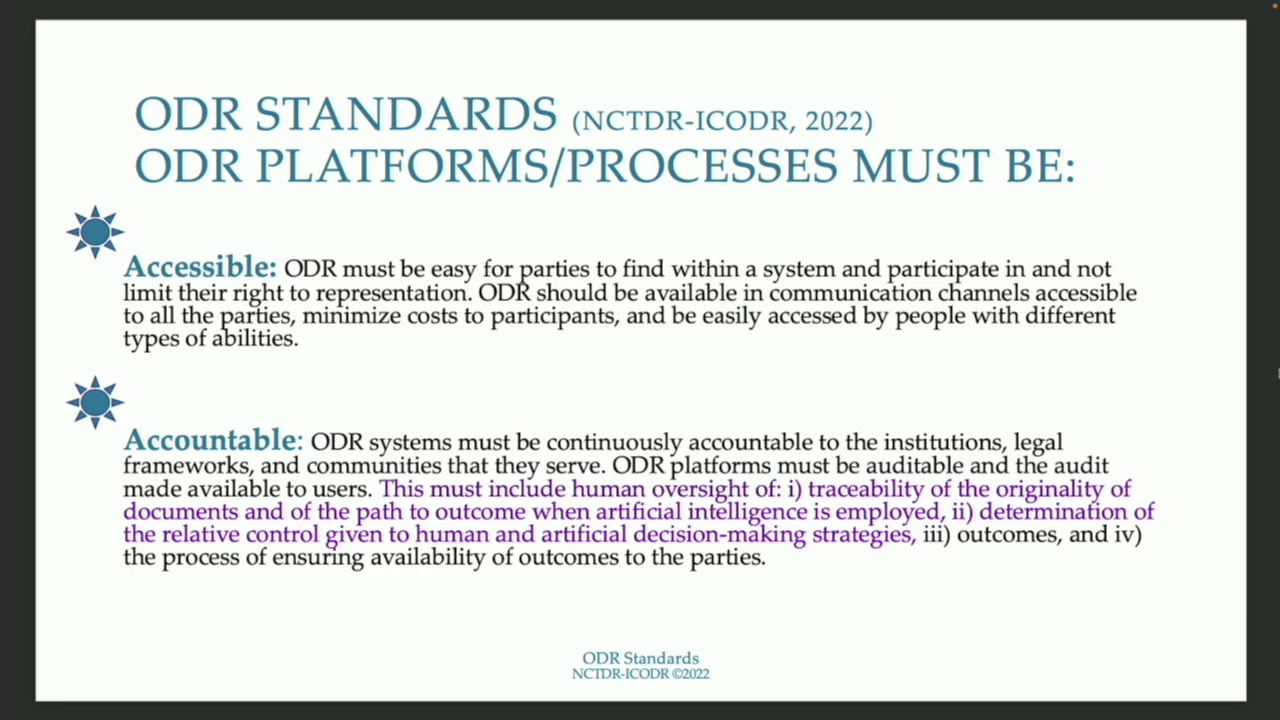 ODR STANDARDS (NCTDR-ICODR, 2022)
ODR PLATFORMS/PROCESSES MUST BE:
Accessible: ODR must be easy for parties to find within a system and participate in and not
limit their right to representation. ODR should be available in communication channels accessible
to all the parties, minimize costs to participants, and be easily accessed by people with different
types of abilities.
Accountable: ODR systems must be continuously accountable to the institutions, legal
frameworks, and communities that they serve. ODR platforms must be auditable and the audit
made available to users. This must include human oversight of: i) traceability of the originality of
documents and of the path to outcome when artificial intelligence is employed, ii) determination of
the relative control given to human and artificial decision-making strategies, iii) outcomes, and iv)
the process of ensuring availability of outcomes to the parties.
ODR Standards
NCTDR-ICODR ©2022